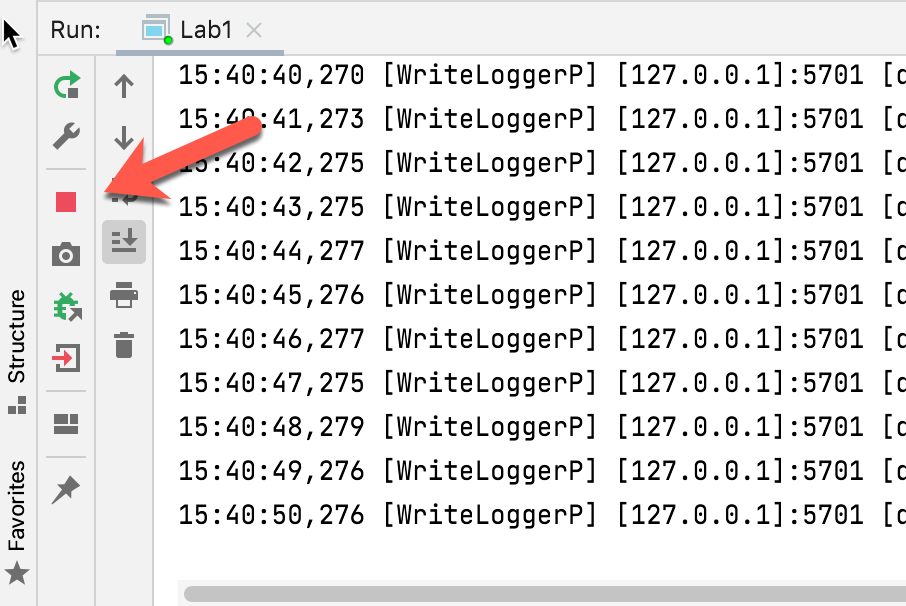 Run: Lab1
15:40:40,270 [WriteLoggerP] [127.0.0.1]:5701 [
15:40:41,273 [WriteLoggerP] [127.0.0.1]:5701 [
15:40:42,275 [WriteLoggerP] [127.0.0.1]:5701 [
15:40:43,275 [WriteLoggerP] [127.0.0.1]:5701 [
15:40:44,277 [WriteLoggerP] [127.0.0.1]:5701 [
15:40:45,276 [WriteLoggerP] [127.0.0.1]:5701 [
15:40:46,277 [WriteLoggerP] [127.0.0.1]:5701 [
15:40:47,275 [WriteLoggerP] [127.0.0.1]:5701 [
15:40:48,279 [WriteLoggerP] [127.0.0.1]:5701 [
15:40:49,276 [WriteLoggerP] [127.0.0.1]:5701 [
15:40:50,276 [WriteLoggerP] [127.0.0.1]:5701 [
Structure
Favorites